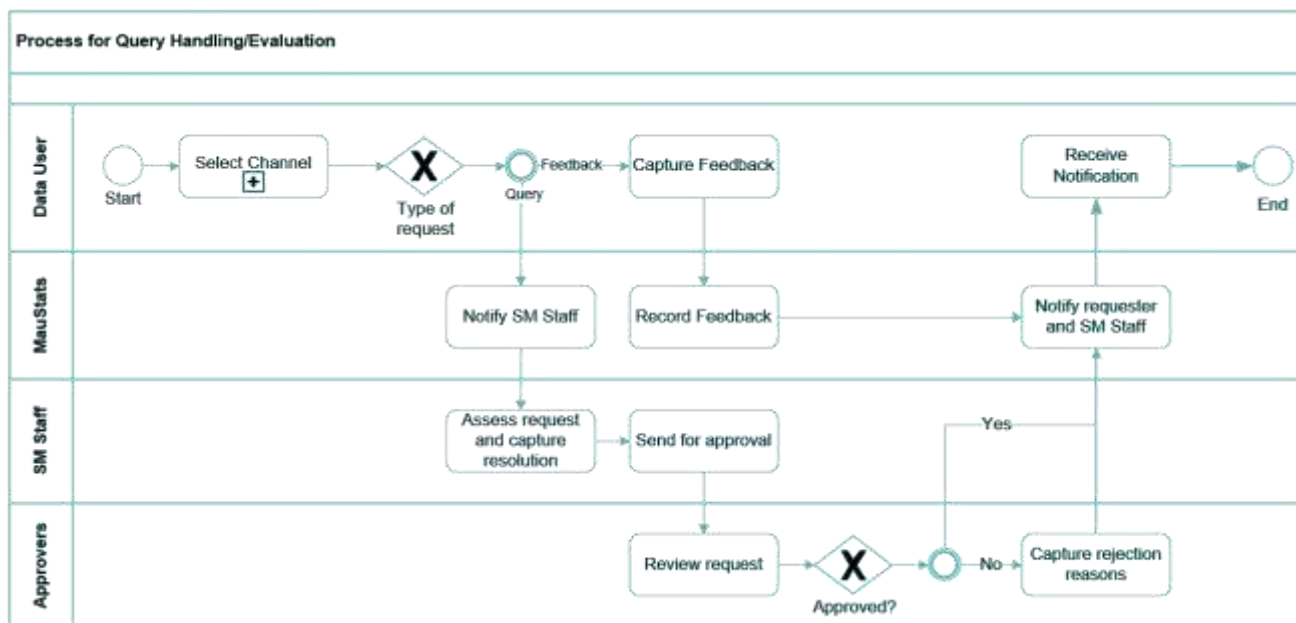 Process for Query Handling/Evaluation
Data User
Start
Select Channel
X
Type of
request
Feedback
Query
Capture Feedback
Receive
Notification
End
MauStats
Notify SM Staff
Record Feedback
Notify requester
and SM Staff
SM Staff
Assess request
and capture
resolution
Send for approval
Yes
Approvers
Review request
X
Approved?
No
Capture rejection
reasons